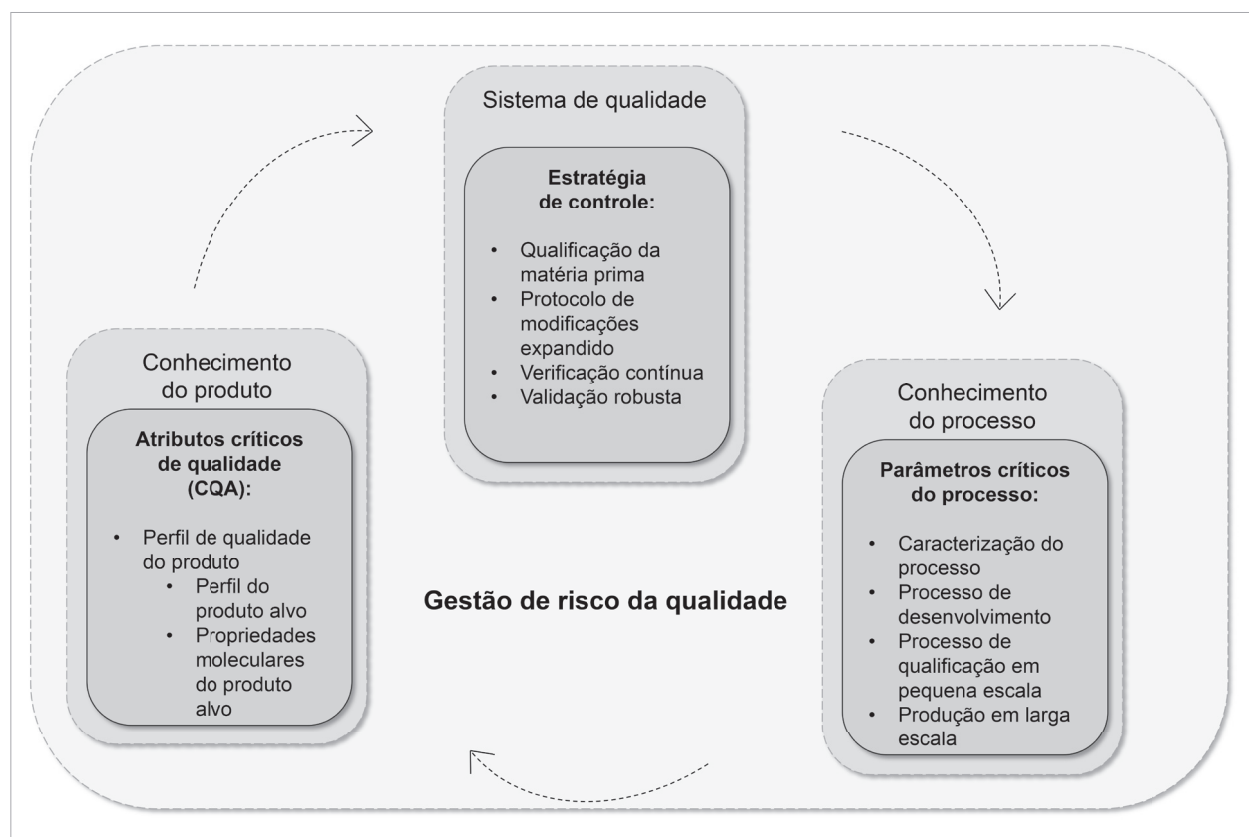 Sistema de qualidade
Estratégia
de controle:
• Qualificação da
matéria prima
• Protocolo de
modificações
expandido
• Verificação contínua
• Validação robusta
Conhecimento
do produto
Atributos críticos
de qualidade
(CQA):
• Perfil de qualidade
do produto
• Perfil do
produto alvo
• Propriedades
moleculares
do produto
alvo
Conhecimento
do processo
Parâmetros críticos
do processo:
• Caracterização do
processo
• Processo de
desenvolvimento
• Processo de
qualificação em
pequena escala
• Produção em larga
escala
Gestão de risco da qualidade